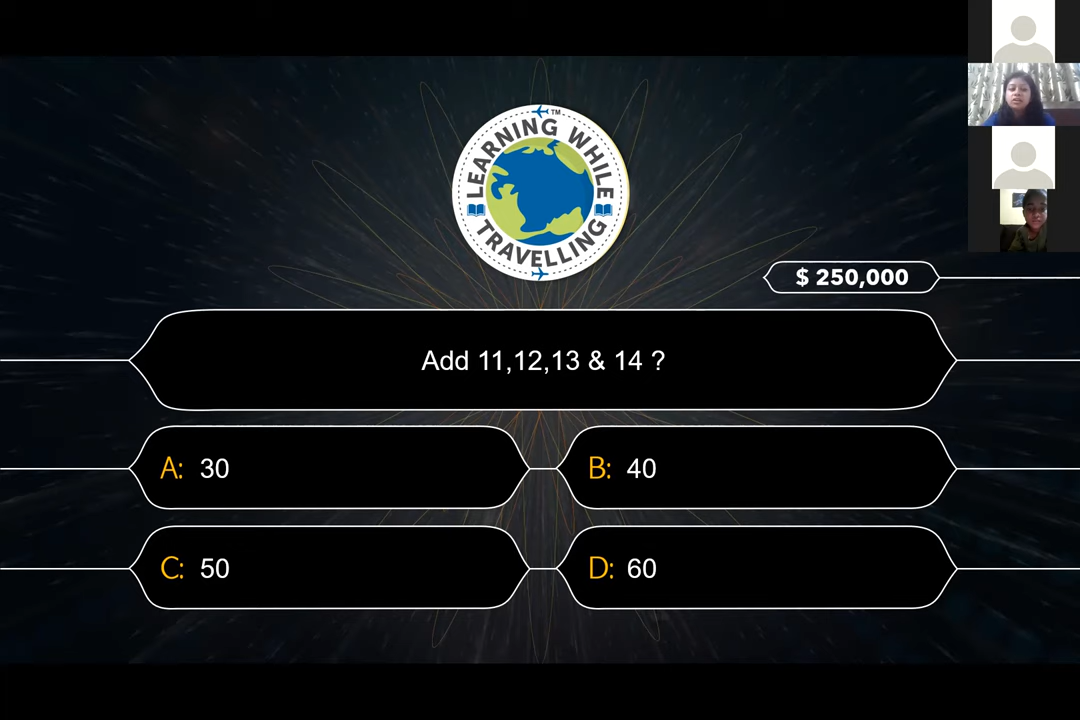 LEARNING WHILE
TRAVELLING
TM
$ 250,000
Add 11,12,13 & 14 ?
A: 30
B: 40
C: 50
D: 60